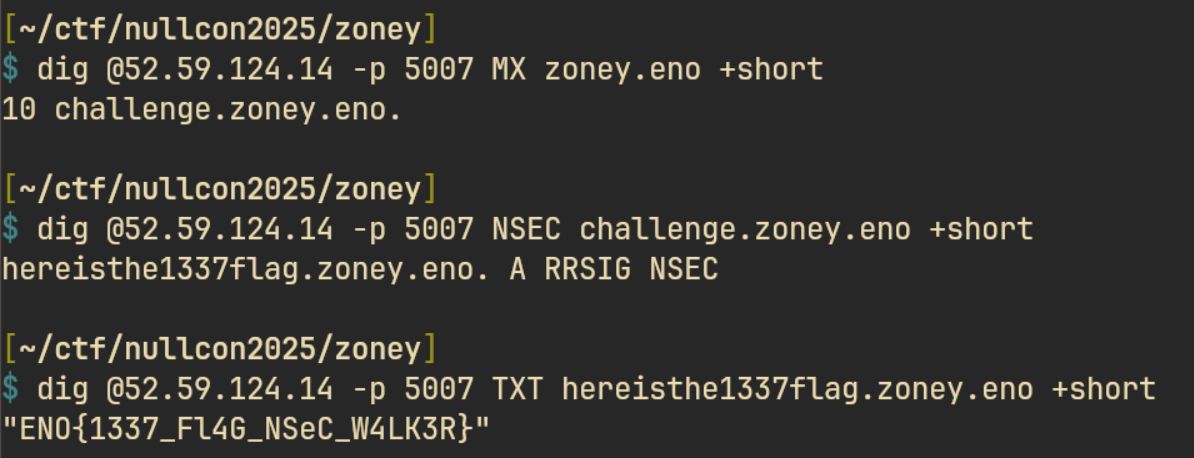 [~/ctf/nullcon2025/zoney]
$ dig @52.59.124.14 -p 5007 MX zoney.eno +short
10 challenge.zoney.eno.
[~/ctf/nullcon2025/zoney]
$ dig @52.59.124.14 -p 5007 NSEC challenge.zoney.eno +short
hereisthe1337flag.zoney.eno. A RRSIG NSEC
[~/ctf/nullcon2025/zoney]
$ dig @52.59.124.14 -p 5007 TXT hereisthe1337flag.zoney.eno +short
"ENO{1337_Fl4G_NSeC_W4LK3R}"